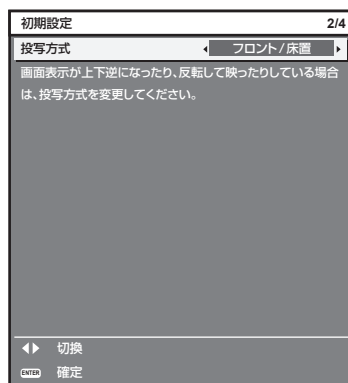 初期設定 2/4
投写方式 フロント/床置
画面表示が上下逆になったり、反転して映ったりしている場合
は、投写方式を変更してください。
切換
ENTER 確定